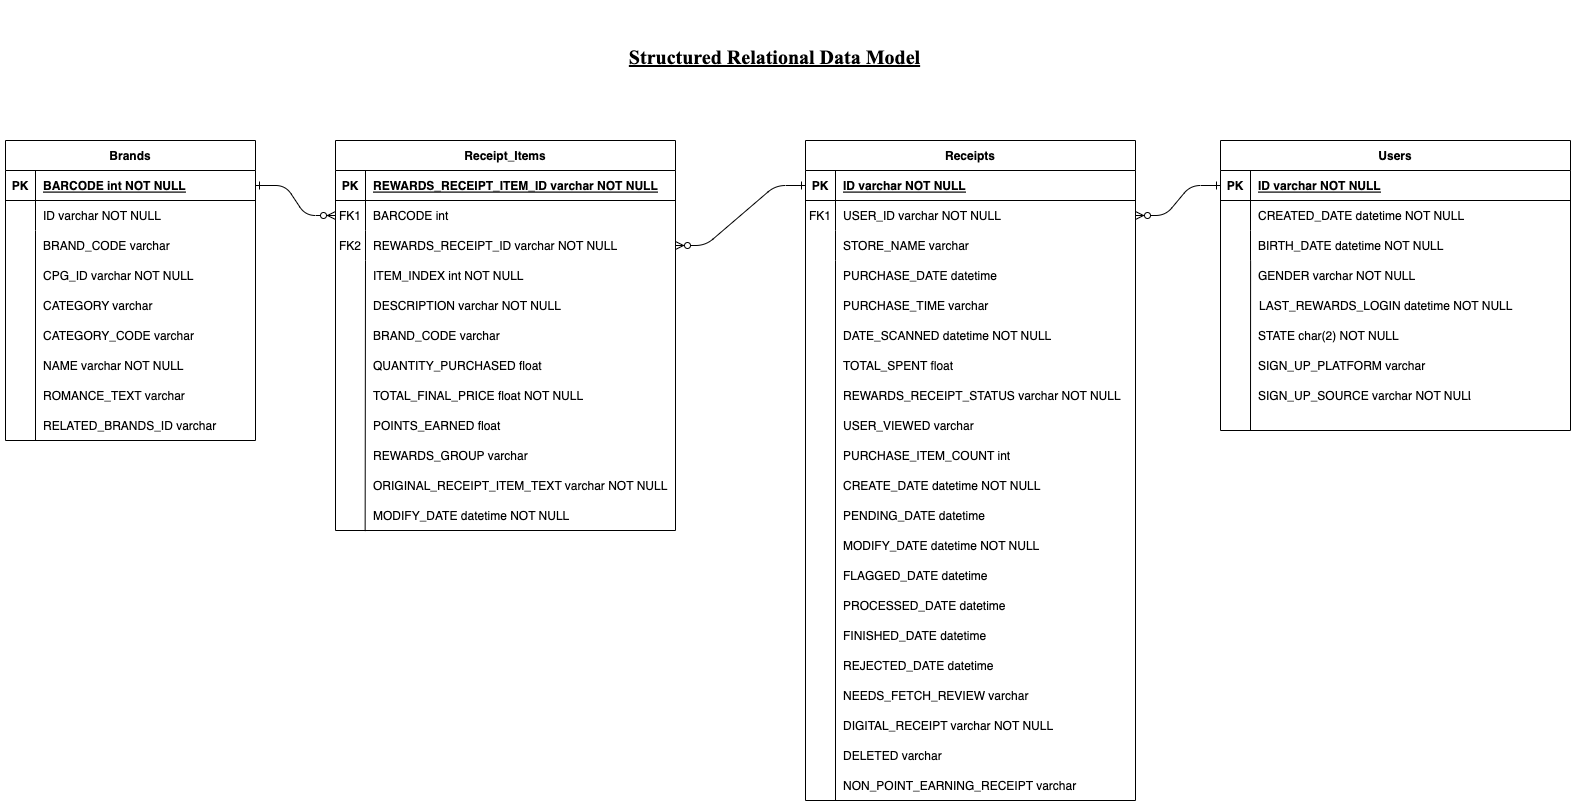 Structured Relational Data Model
Brands
PK BARCODE int NOT NULL
ID varchar NOT NULL
BRAND_CODE varchar
CPG_ID varchar NOT NULL
CATEGORY varchar
CATEGORY_CODE varchar
NAME varchar NOT NULL
ROMANCE_TEXT varchar
RELATED_BRANDS_ID varchar
Receipt_Items
PK REWARDS_RECEIPT_ITEM_ID varchar NOT NULL
FK1 BARCODE int
FK2 REWARDS_RECEIPT_ID varchar NOT NULL
ITEM_INDEX int NOT NULL
DESCRIPTION varchar NOT NULL
BRAND_CODE varchar
QUANTITY_PURCHASED float
TOTAL_FINAL_PRICE float NOT NULL
POINTS_EARNED float
REWARDS_GROUP varchar
ORIGINAL_RECEIPT_ITEM_TEXT varchar NOT NULL
MODIFY_DATE datetime NOT NULL
Receipts
PK ID varchar NOT NULL
FK1 USER_ID varchar NOT NULL
STORE_NAME varchar
PURCHASE_DATE datetime
PURCHASE_TIME varchar
DATE_SCANNED datetime NOT NULL
TOTAL_SPENT float
REWARDS_RECEIPT_STATUS varchar NOT NULL
USER_VIEWED varchar
PURCHASE_ITEM_COUNT int
CREATE_DATE datetime NOT NULL
PENDING_DATE datetime
MODIFY_DATE datetime NOT NULL
FLAGGED_DATE datetime
PROCESSED_DATE datetime
FINISHED_DATE datetime
REJECTED_DATE datetime
NEEDS_FETCH_REVIEW varchar
DIGITAL_RECEIPT varchar NOT NULL
DELETED varchar
NON_POINT_EARNING_RECEIPT varchar
Users
PK ID varchar NOT NULL
CREATED_DATE datetime NOT NULL
BIRTH_DATE datetime NOT NULL
GENDER varchar NOT NULL
LAST_REWARDS_LOGIN datetime NOT NULL
STATE char(2) NOT NULL
SIGN_UP_PLATFORM varchar
SIGN_UP_SOURCE varchar NOT NULL